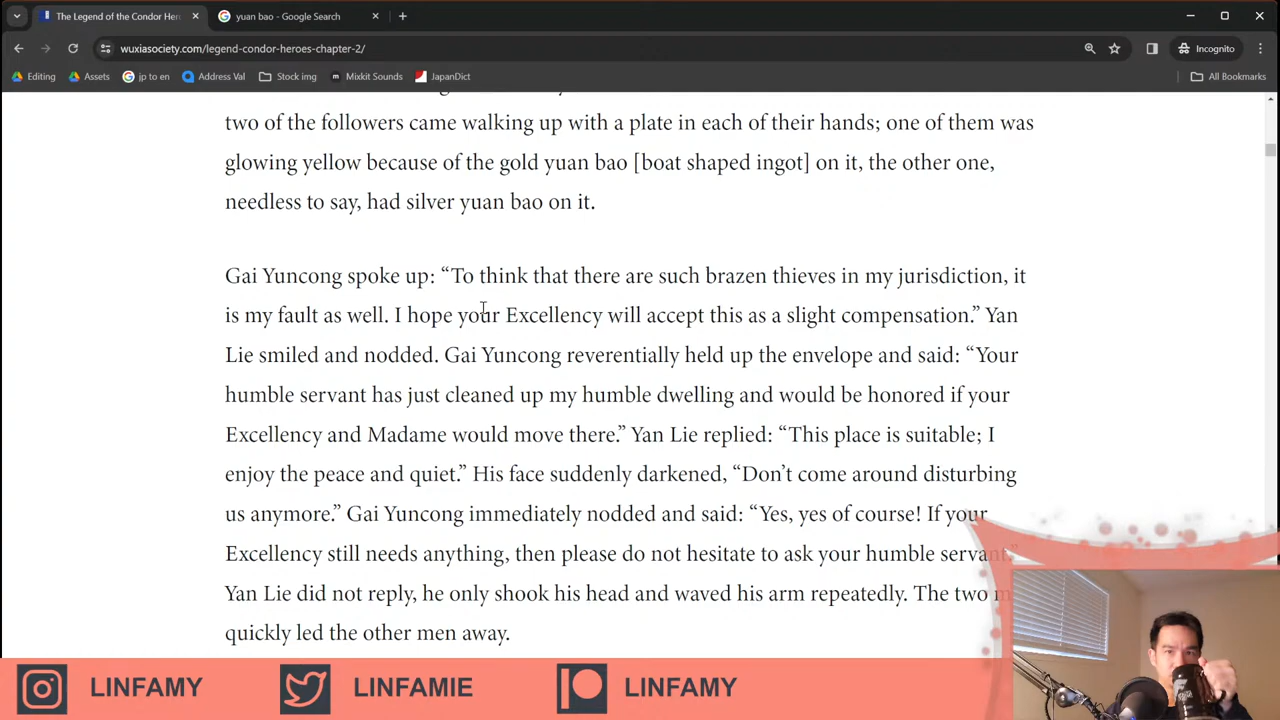 The Legend of the Condor Her
yuan bao - Google Search
wuxiasociety.com/legend-condor-heroes-chapter-2/
Incognito
Editing
Assets
jp to en
Address Val
Stock img
Mixkit Sounds
JapanDict
All Bookmarks
two of the followers came walking up with a plate in each of their hands; one of them was
glowing yellow because of the gold yuan bao [boat shaped ingot] on it, the other one,
needless to say, had silver yuan bao on it.
Gai Yuncong spoke up: “To think that there are such brazen thieves in my jurisdiction, it
is my fault as well. I hope your Excellency will accept this as a slight compensation.” Yan
Lie smiled and nodded. Gai Yuncong reverentially held up the envelope and said: “Your
humble servant has just cleaned up my humble dwelling and would be honored if your
Excellency and Madame would move there.” Yan Lie replied: “This place is suitable; I
enjoy the peace and quiet.” His face suddenly darkened, “Don’t come around disturbing
us anymore.” Gai Yuncong immediately nodded and said: “Yes, yes of course! If your
Excellency still needs anything, then please do not hesitate to ask your humble servant.”
Yan Lie did not reply, he only shook his head and waved his arm repeatedly. The two
quickly led the other men away.
LINFAMY
LINFAMIE
LINFAMY